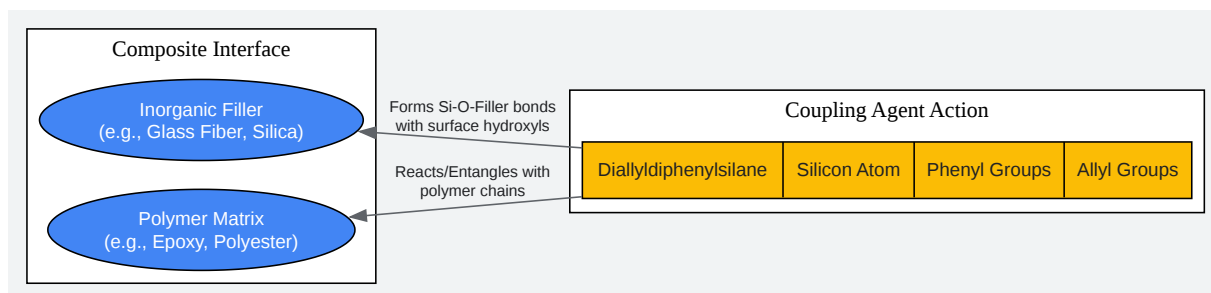 Composite Interface
Inorganic Filler
(e.g., Glass Fiber, Silica)
Polymer Matrix
(e.g., Epoxy, Polyester)
Forms Si-O-Filler bonds
with surface hydroxyls
Reacts/Entangles with
polymer chains
Coupling Agent Action
Diallyldiphenylsilane
Silicon Atom
Phenyl Groups
Allyl Groups